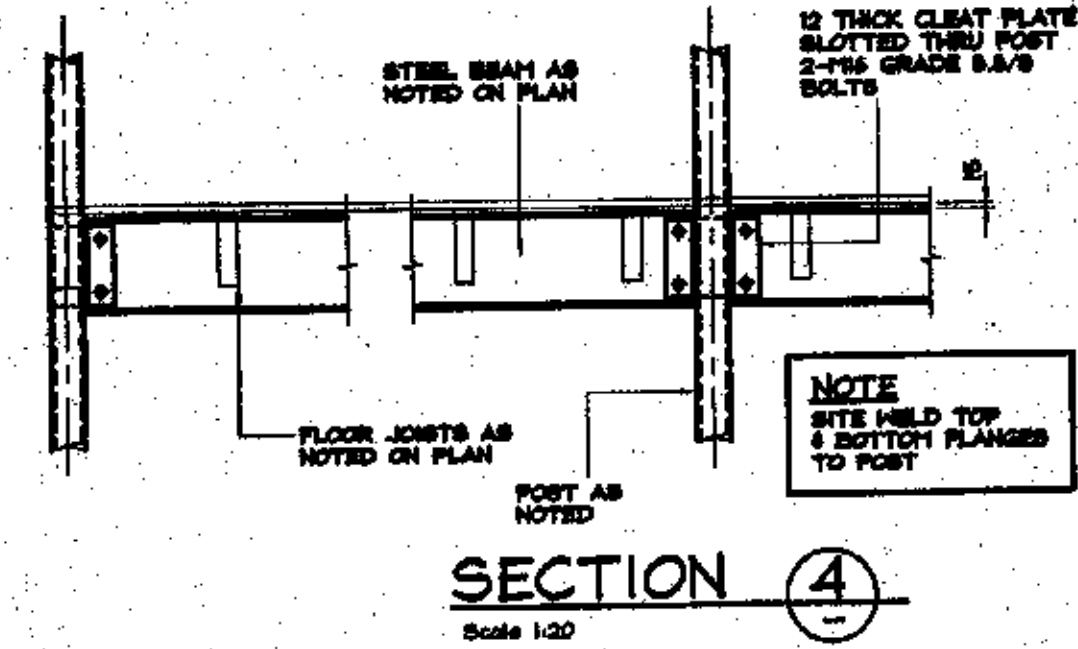 12 THICK CLEAT PLATE
SLOTTED THRU POST
2-M16 GRADE 8.8/S
BOLTS
STEEL BEAM AS
NOTED ON PLAN
FLOOR JOISTS AS
NOTED ON PLAN
POST AS
NOTED
NOTE
SITE WELD TOP
& BOTTOM FLANGES
TO POST
SECTION 4
Scale 1:20